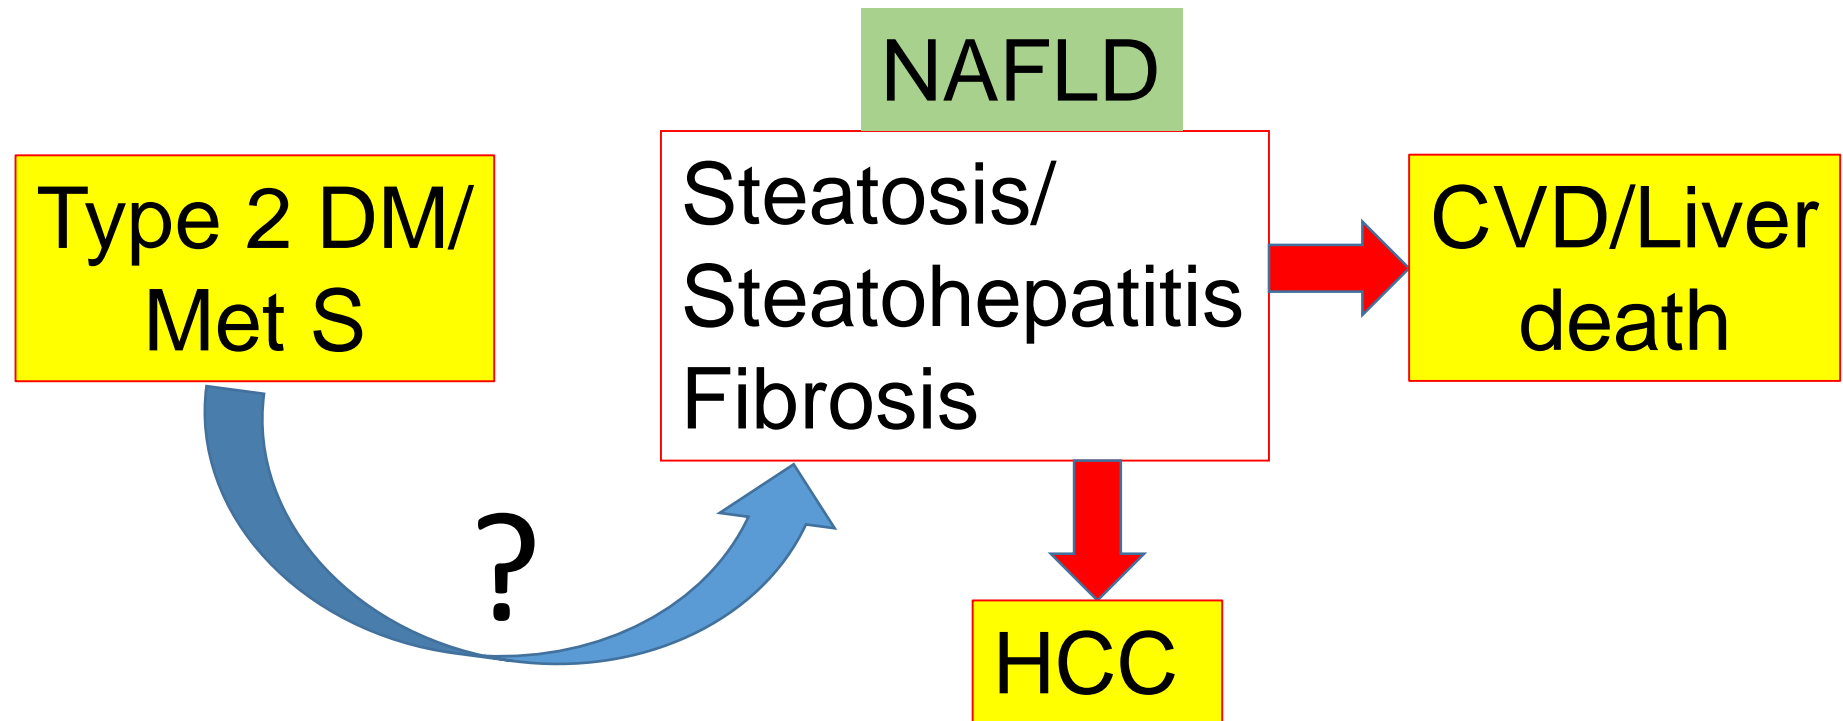 NAFLD
Type 2 DM/
Met S
Steatosis/
Steatohepatitis
Fibrosis
CVD/Liver
death
?
HCC